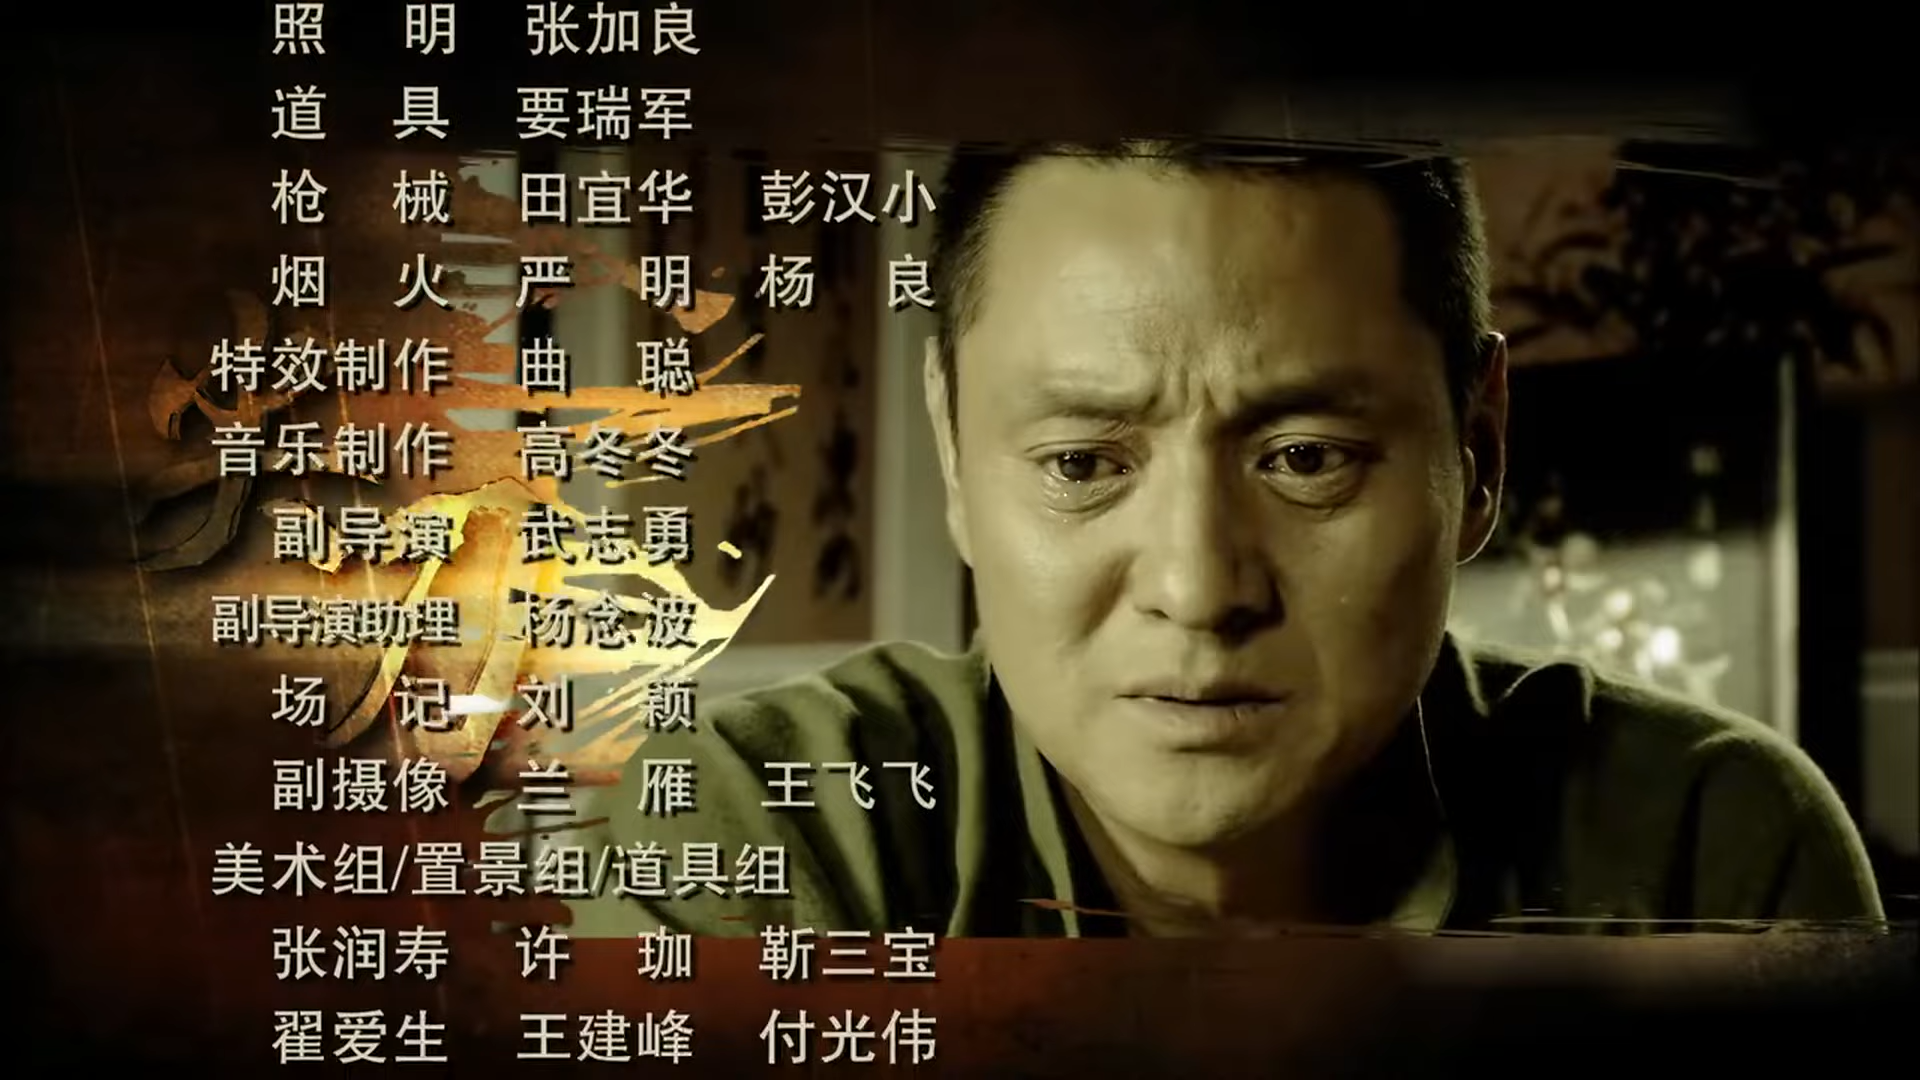 照 明 张加良
道 具 要瑞军
枪 械 田宜华 彭汉小
烟 火 严 明 杨 良
特效制作 曲 聪
音乐制作 高冬冬
副导演 武志勇
副导演助理 杨念波
场 记 刘 颖
副摄像 兰 雁 王飞飞
美术组/置景组/道具组
张润寿 许 珈 靳三宝
翟爱生 王建峰 付光伟